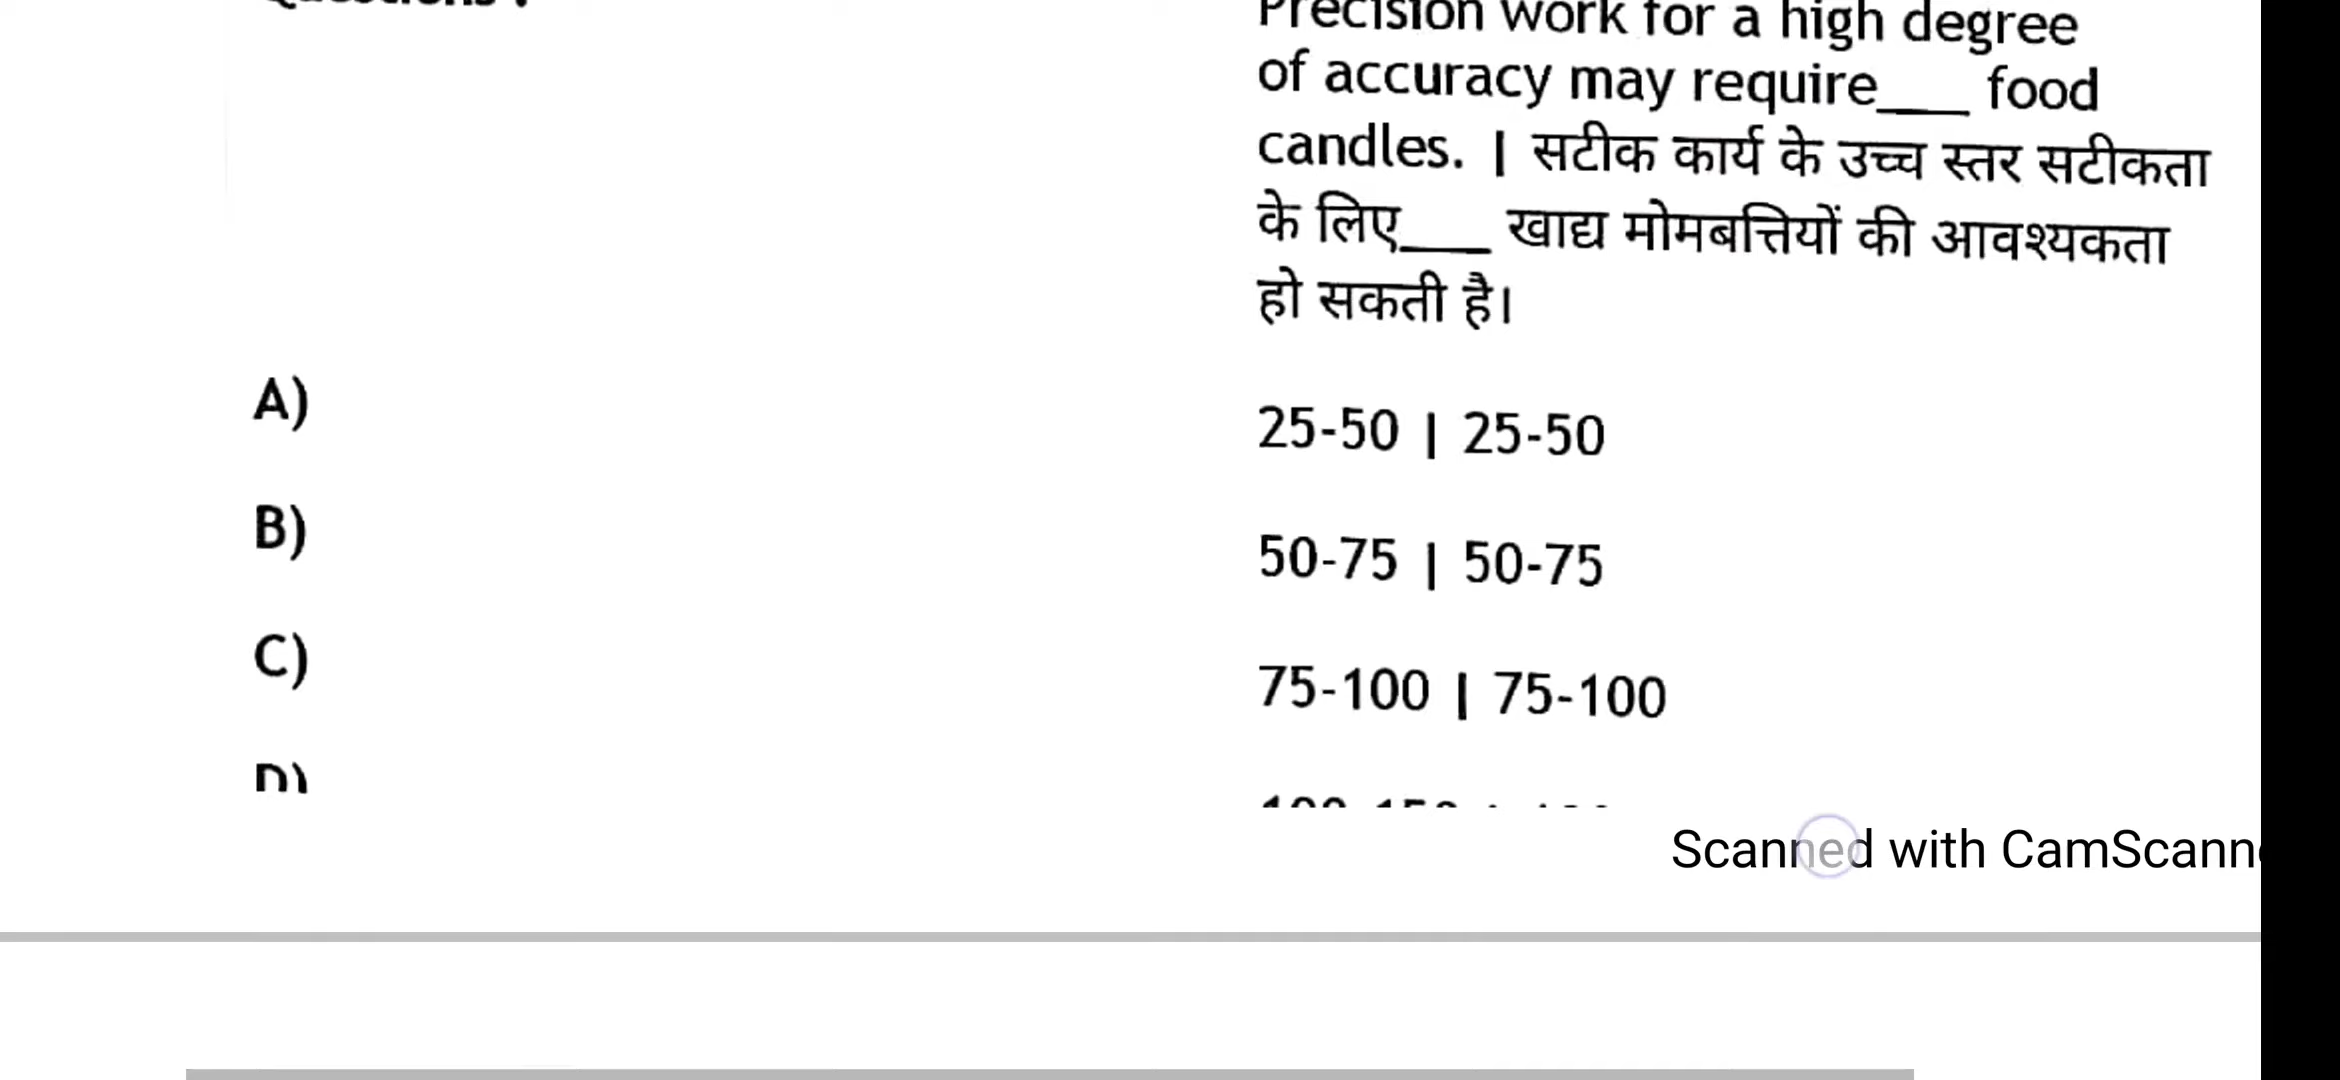 Precision work for a high degree
of accuracy may require___ food
candles. | सटीक कार्य के उच्च स्तर सटीकता
के लिए___ खाद्य मोमबत्तियों की आवश्यकता
हो सकती है।
A)
25-50 | 25-50
B)
50-75 | 50-75
C)
75-100 | 75-100
Scanned with CamScann